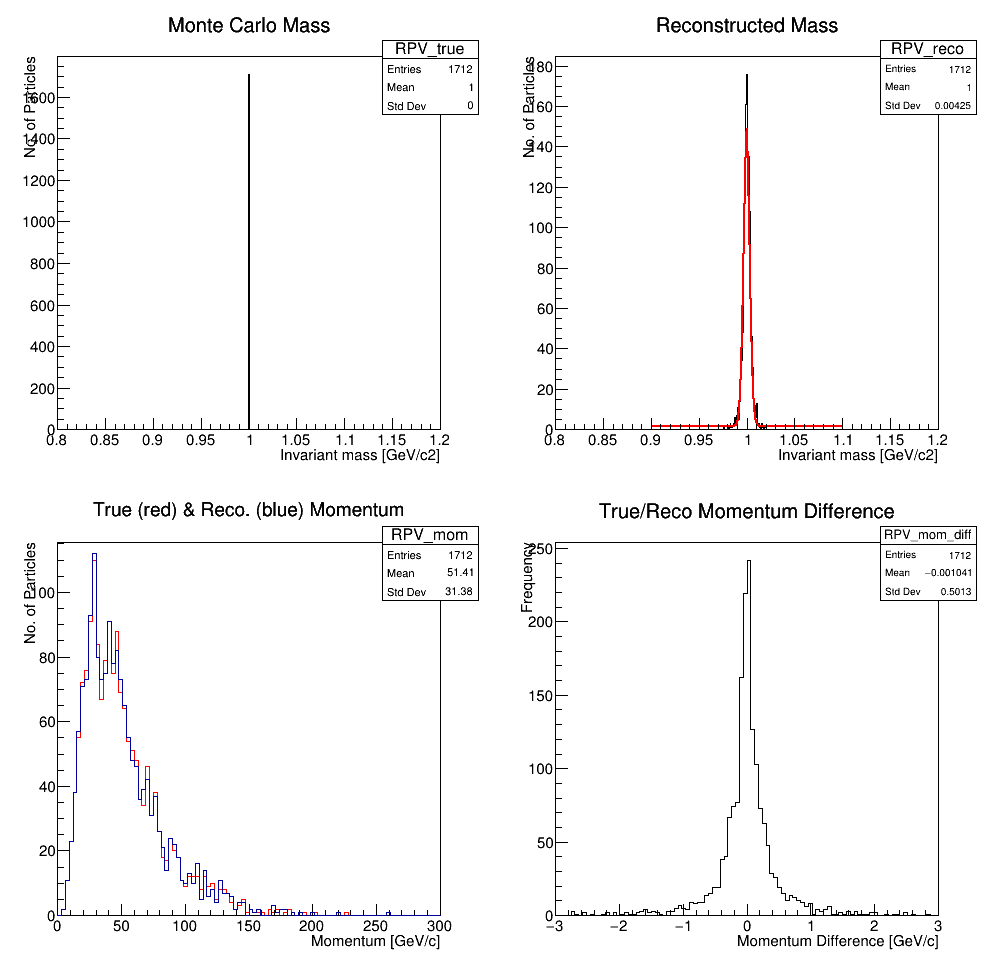 Monte Carlo Mass
RPV_true
Entries 1712
Mean 1
Std Dev 0
No. of Particles
1600
1400
1200
1000
800
600
400
200
0
0.8 0.85 0.9 0.95 1 1.05 1.1 1.15 1.2
Invariant mass [GeV/c2]
Reconstructed Mass
RPV_reco
Entries 1712
Mean 1
Std Dev 0.00425
No. of Particles
180
160
140
120
100
80
60
40
20
0
0.8 0.85 0.9 0.95 1 1.05 1.1 1.15 1.2
Invariant mass [GeV/c2]
True (red) & Reco. (blue) Momentum
RPV_mom
Entries 1712
Mean 51.41
Std Dev 31.38
No. of Particles
100
80
60
40
20
0
0 50 100 150 200 250 300
Momentum [GeV/c]
True/Reco Momentum Difference
RPV_mom_diff
Entries 1712
Mean −0.001041
Std Dev 0.5013
Frequency
250
200
150
100
50
0
−3 −2 −1 0 1 2 3
Momentum Difference [GeV/c]